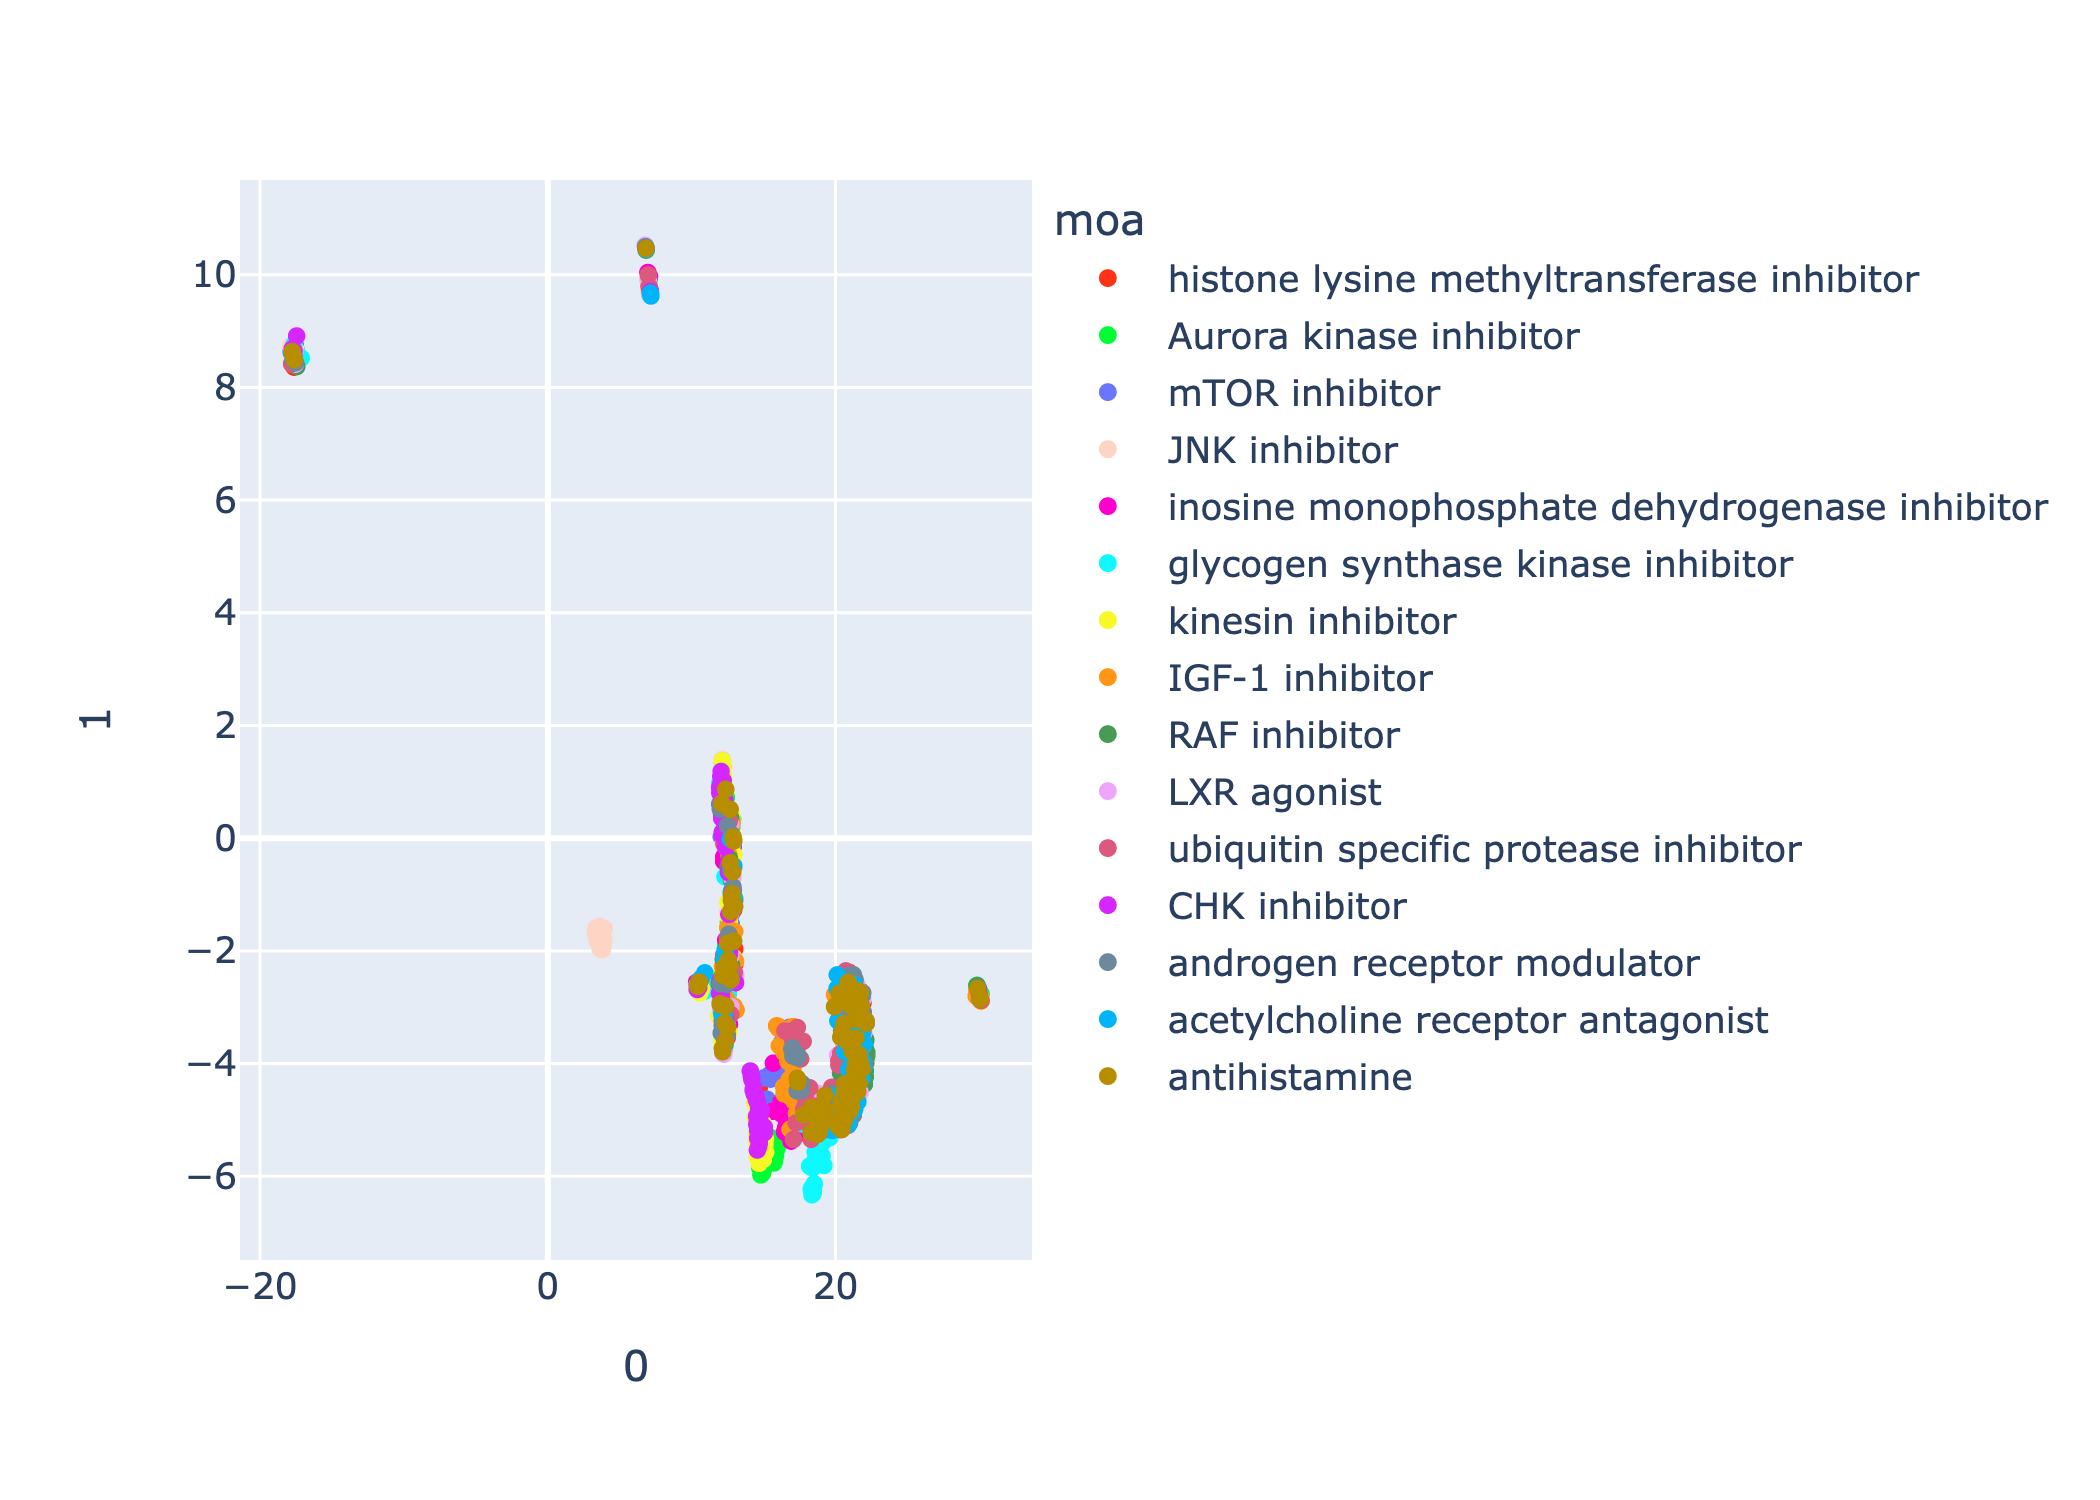 moa
histone lysine methyltransferase inhibitor
Aurora kinase inhibitor
mTOR inhibitor
JNK inhibitor
inosine monophosphate dehydrogenase inhibitor
glycogen synthase kinase inhibitor
kinesin inhibitor
IGF-1 inhibitor
RAF inhibitor
LXR agonist
ubiquitin specific protease inhibitor
CHK inhibitor
androgen receptor modulator
acetylcholine receptor antagonist
antihistamine
10
8
6
4
2
0
−2
−4
−6
1
−20 0 20
0